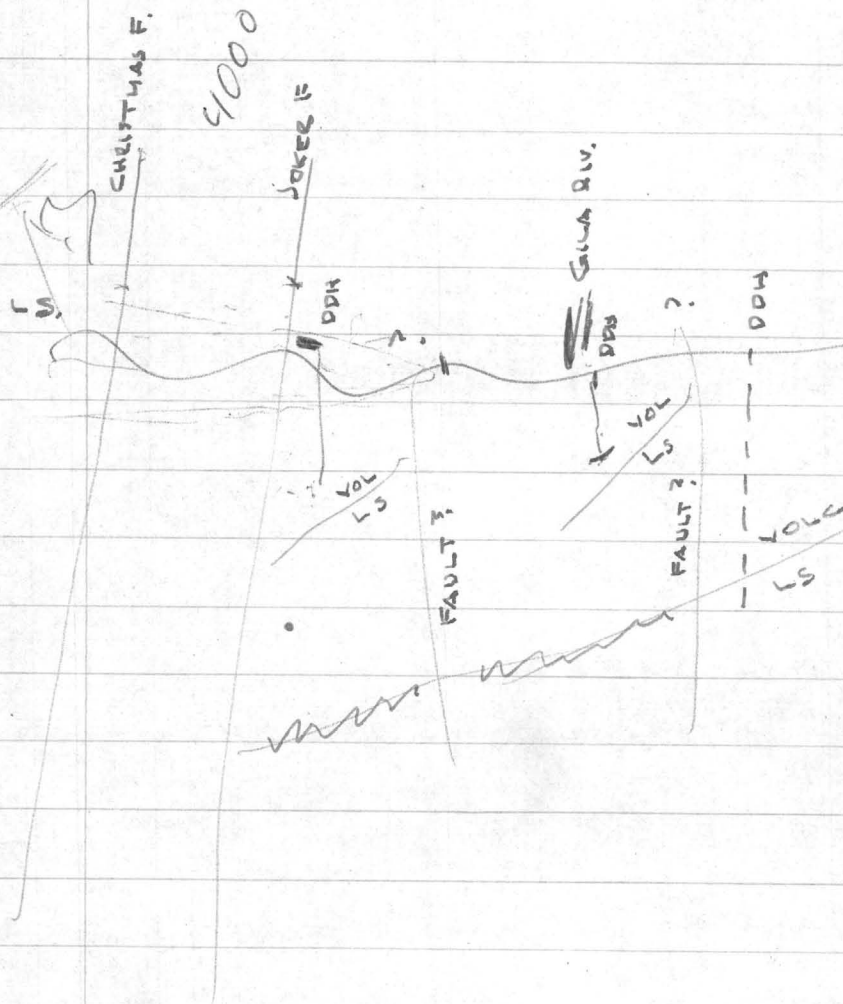 CHRISTMAS F.
4000
JOKER F
DDH
?
VOL
LS
FAULT ?
GILA RIV.
DDH
VOL
LS
?
FAULT ?
DDH
VOLC
LS